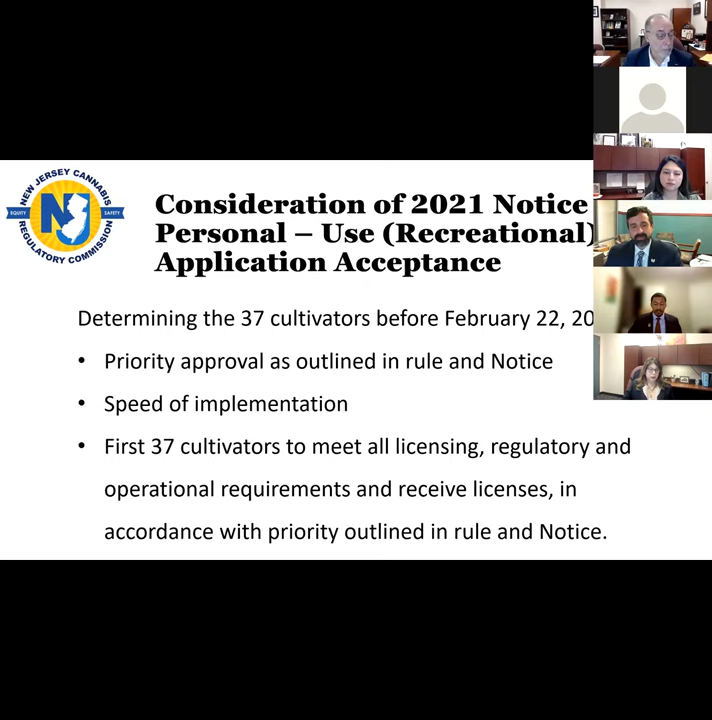 NEW JERSEY CANNABIS
EQUITY
SAFETY
NJ
REGULATORY COMMISSION
Consideration of 2021 Notice
Personal – Use (Recreational)
Application Acceptance
Determining the 37 cultivators before February 22, 20
• Priority approval as outlined in rule and Notice
• Speed of implementation
• First 37 cultivators to meet all licensing, regulatory and
operational requirements and receive licenses, in
accordance with priority outlined in rule and Notice.